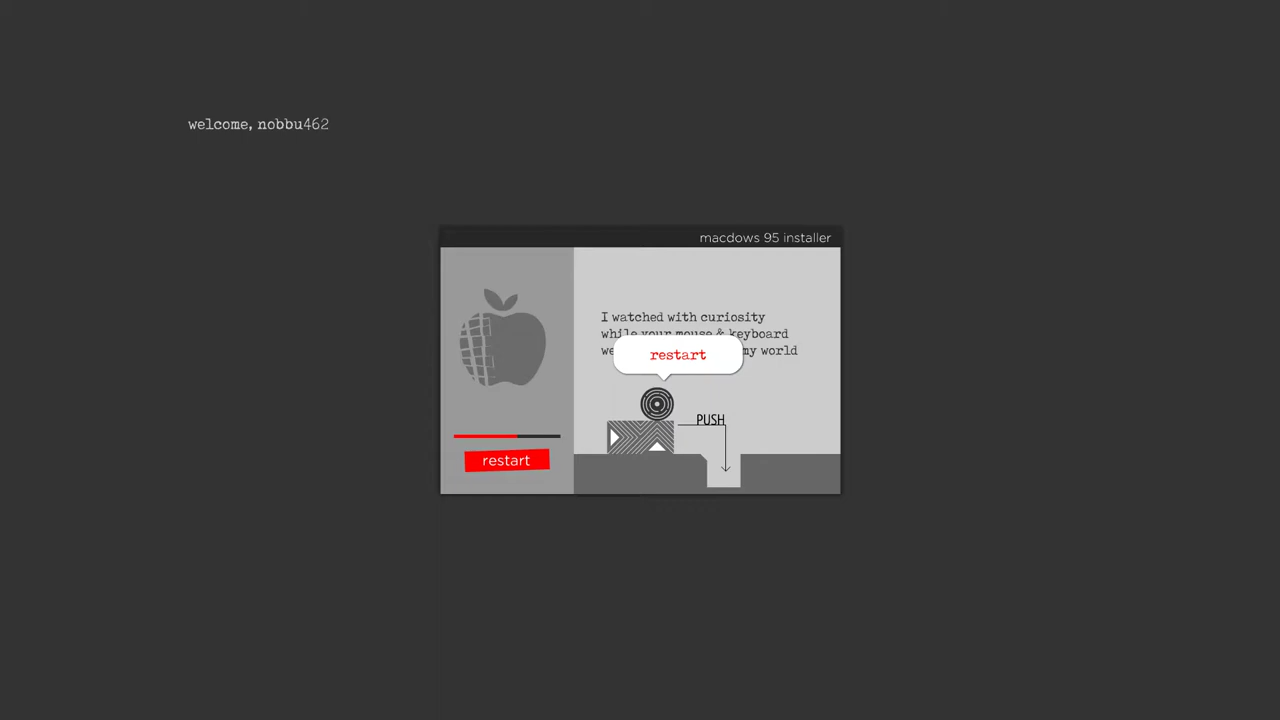 welcome, nobbu462
macdows 95 installer
I watched with curiosity
while your mouse & keyboard
my world
restart
PUSH
restart